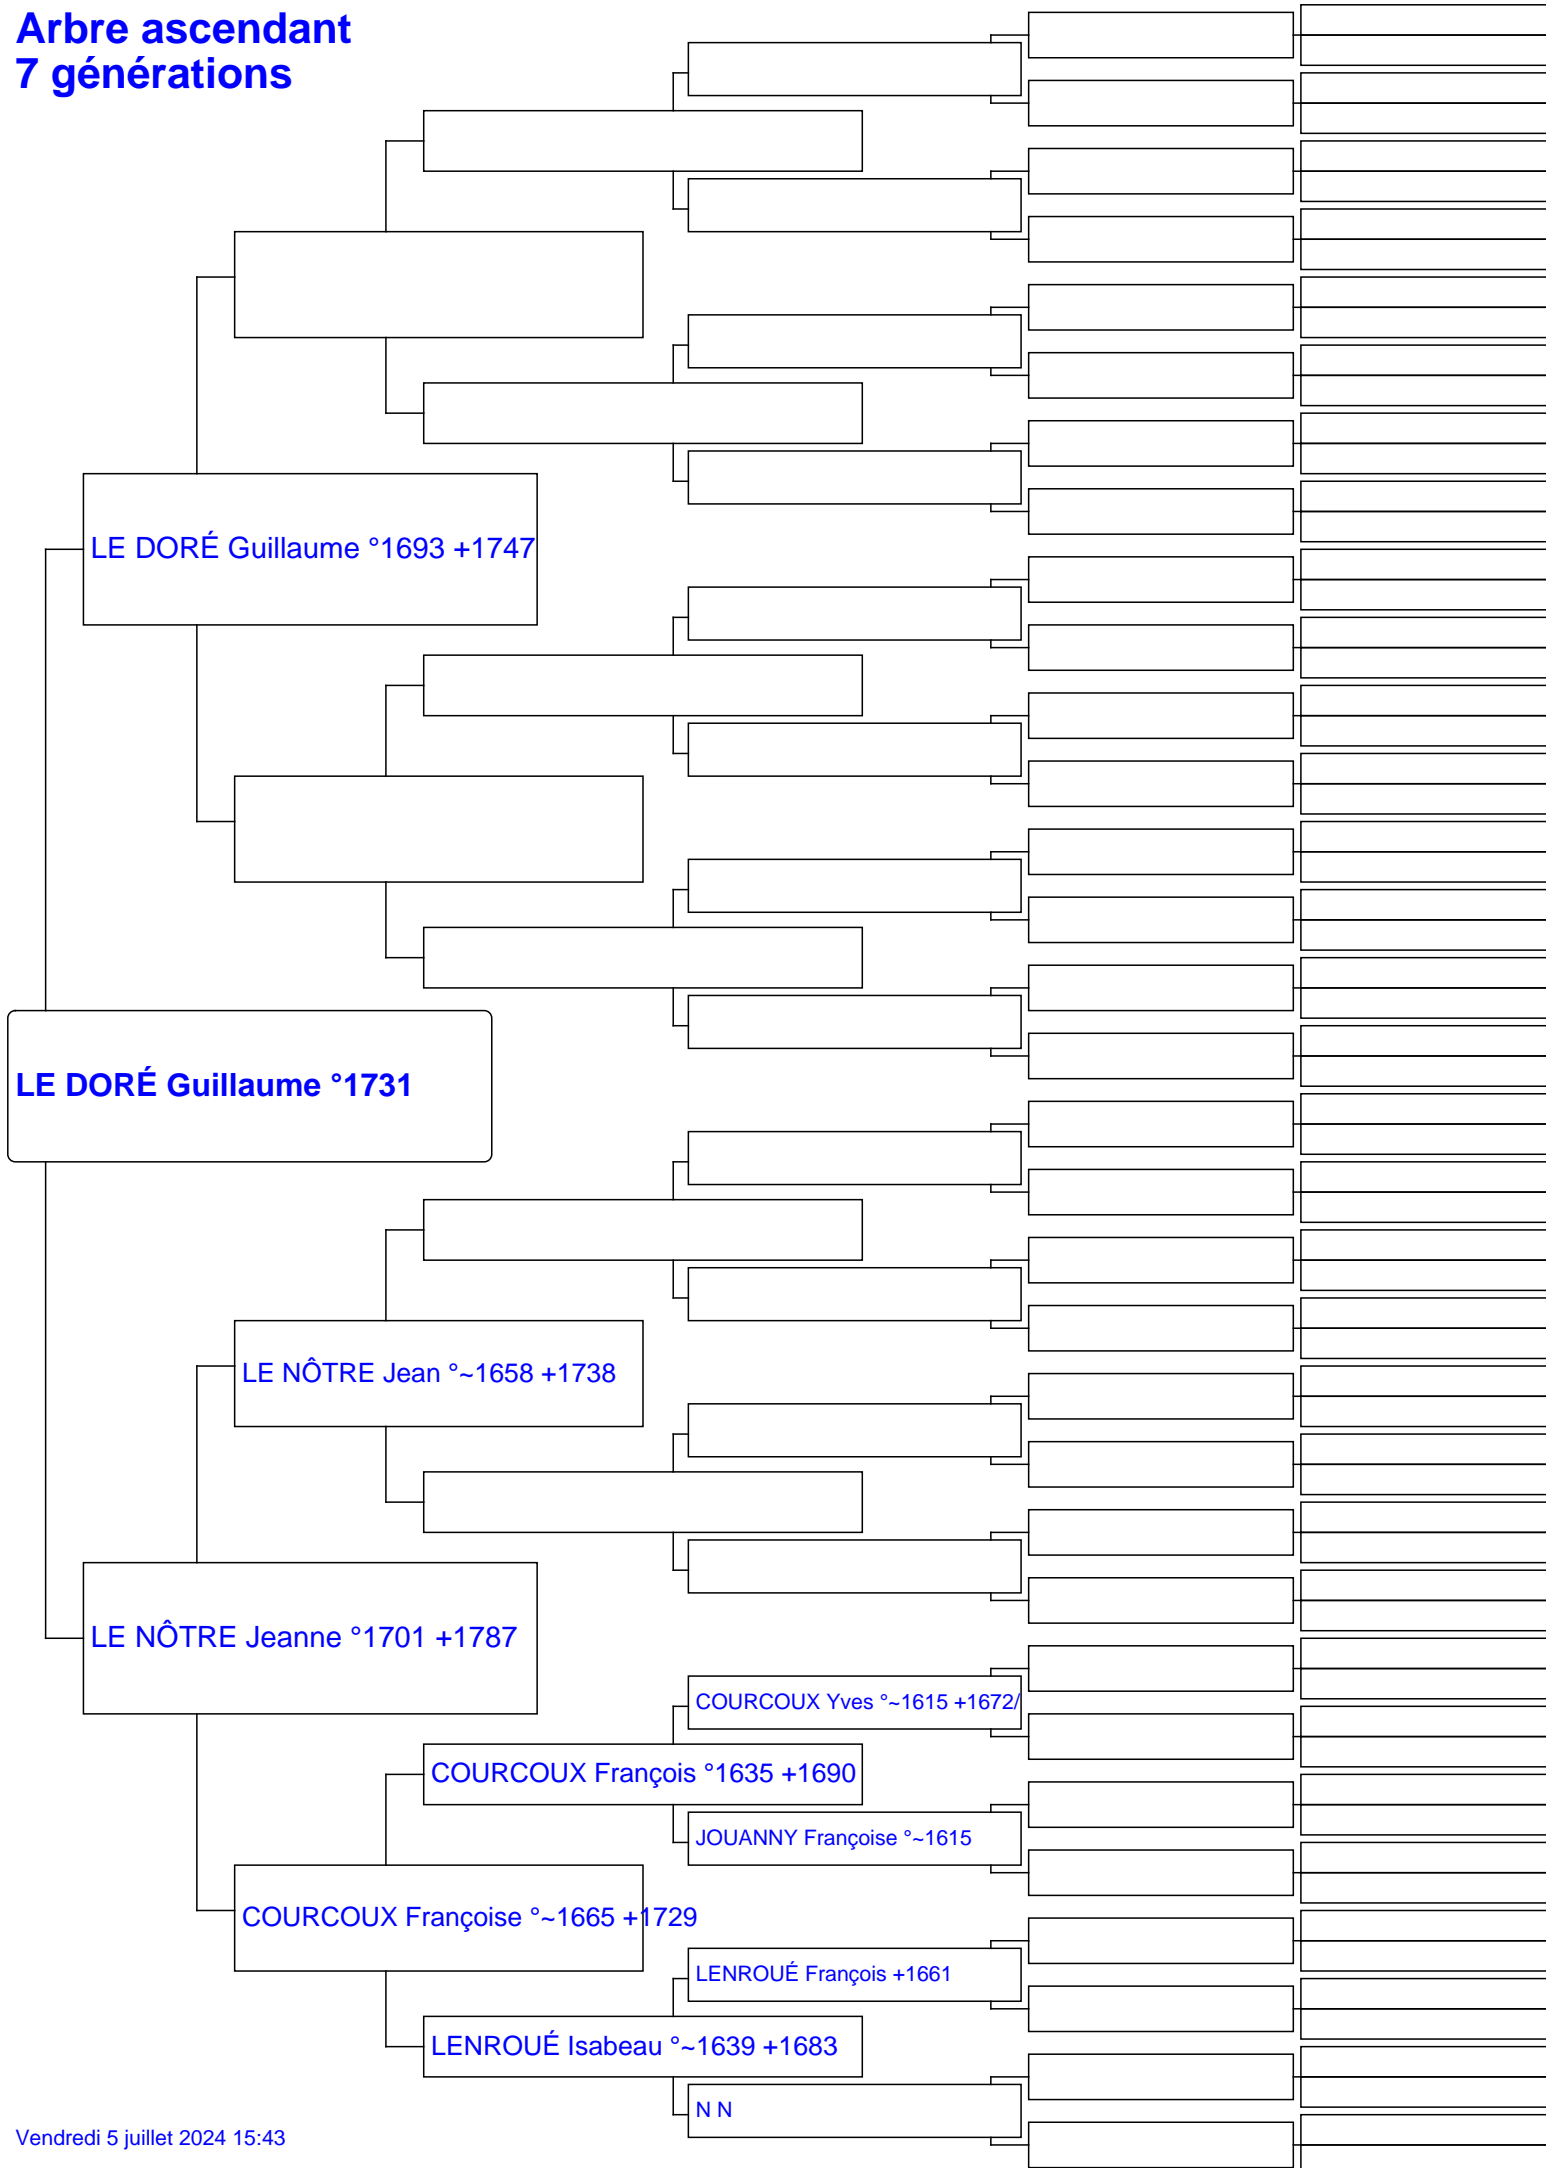 Arbre ascendant
7 générations
LE DORÉ Guillaume °1693 +1747
LE DORÉ Guillaume °1731
LE NÔTRE Jean °~1658 +1738
LE NÔTRE Jeanne °1701 +1787
COURCOUX Yves °~1615 +1672/
COURCOUX François °1635 +1690
JOUANNY Françoise °~1615
COURCOUX Françoise °~1665 +1729
LENROUÉ François +1661
LENROUÉ Isabeau °~1639 +1683
N N
Vendredi 5 juillet 2024 15:43